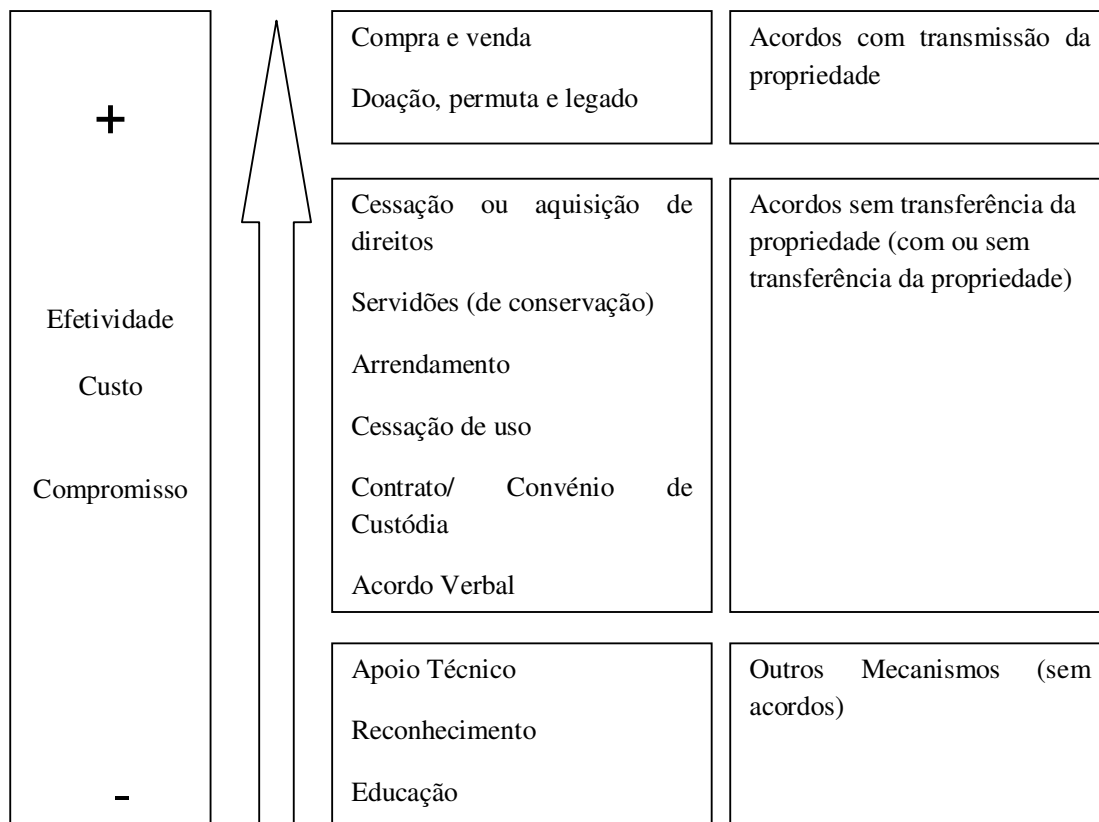 +
Efetividade
Custo
Compromisso
-
Compra e venda
Doação, permuta e legado
Acordos com transmissão da
propriedade
Cessação ou aquisição de
direitos
Servidões (de conservação)
Arrendamento
Cessação de uso
Contrato/ Convénio de
Custódia
Acordo Verbal
Acordos sem transferência da
propriedade (com ou sem
transferência da propriedade)
Apoio Técnico
Reconhecimento
Educação
Outros Mecanismos (sem
acordos)